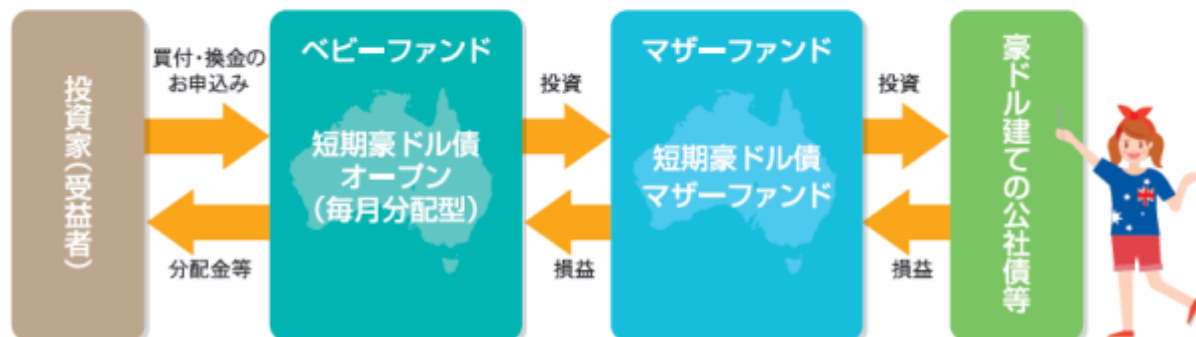 投資家(受益者)
買付・換金の
お申込み
分配金等
ベビーファンド
短期豪ドル債
オープン
(毎月分配型)
投資
損益
マザーファンド
短期豪ドル債
マザーファンド
投資
損益
豪ドル建ての公社債等